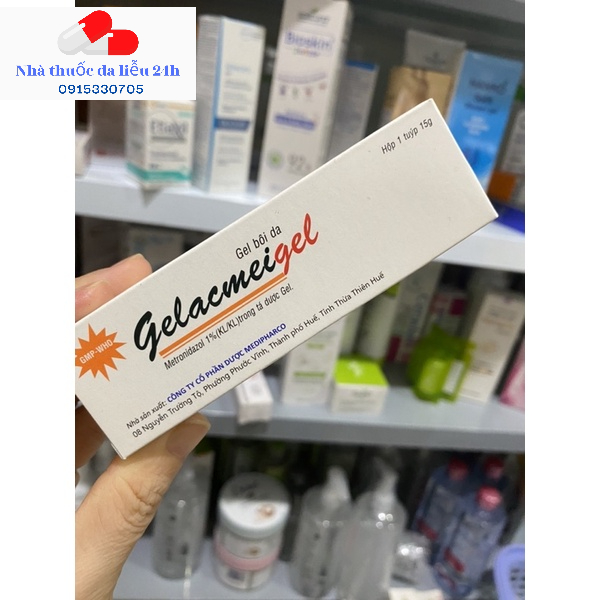 Nhà thuốc da liễu 24h
0915330705
Bioskin
Hộp 1 tuýp 15g
Gel bôi da
Gelacmeigel
Metronidazol 1%(KL/KL)trong tá dược Gel.
GMP-WHO
Nhà sản xuất: CÔNG TY CỔ PHẦN DƯỢC MEDIPHARCO
08 Nguyễn Trường Tộ, Phường Phước Vĩnh, Thành phố Huế, Tỉnh Thừa Thiên Huế